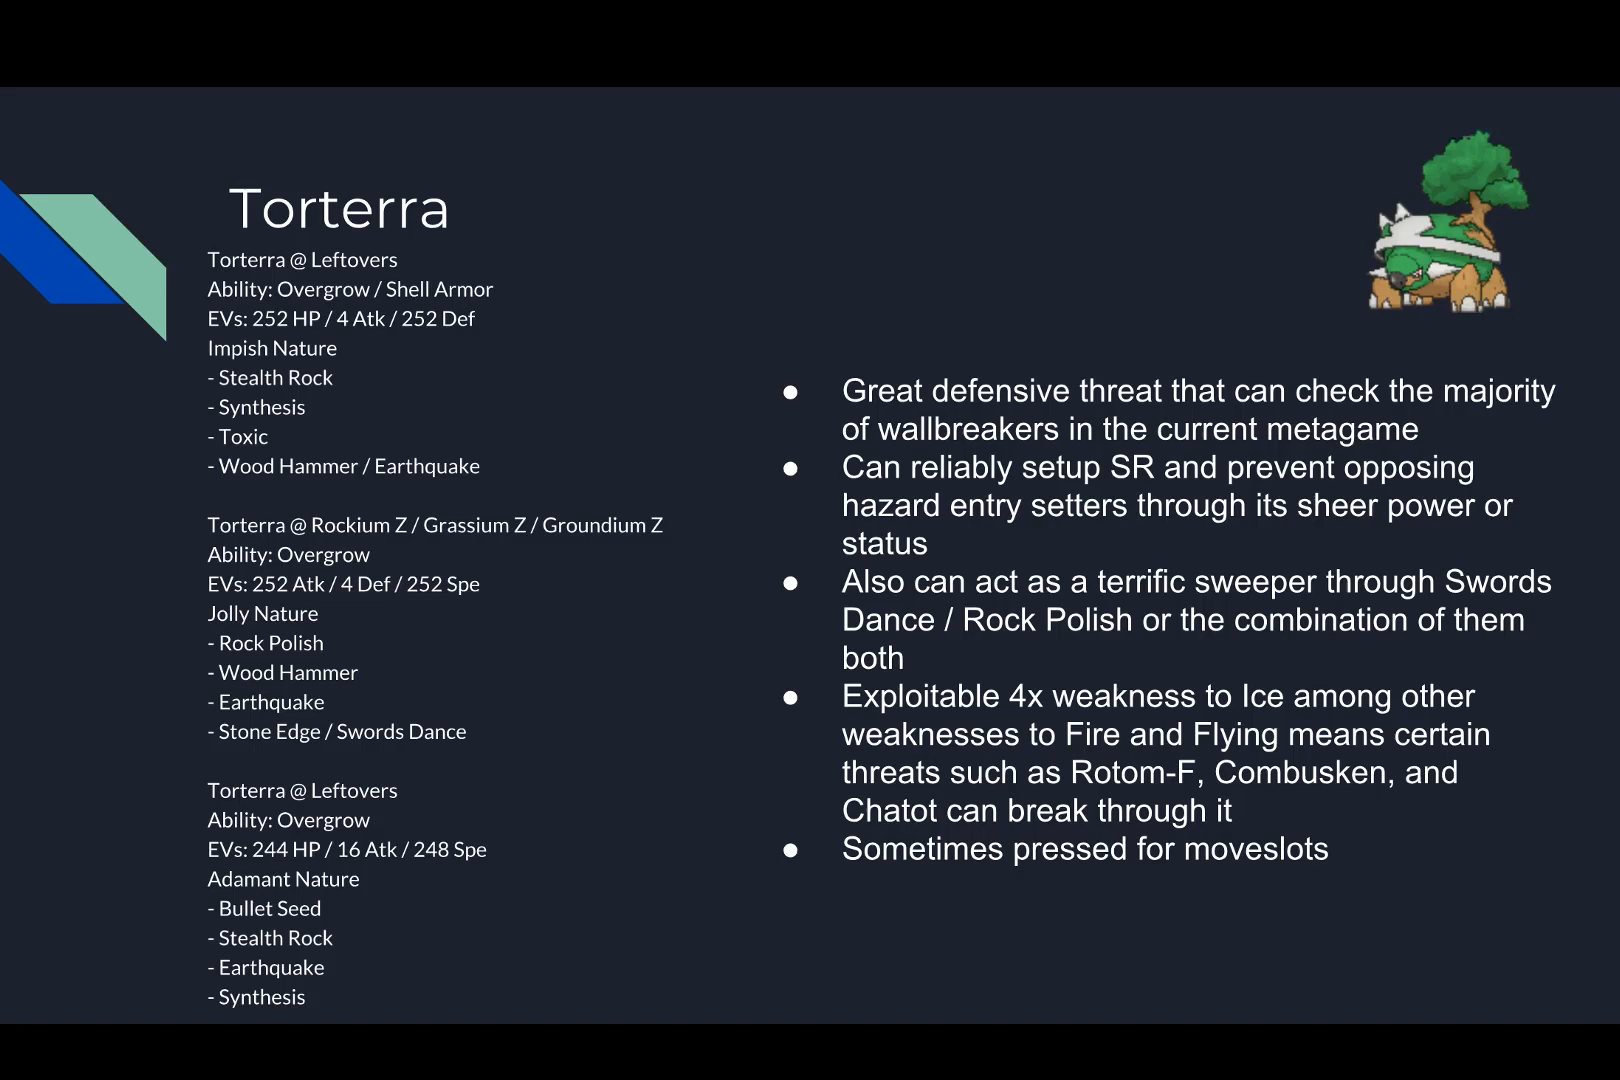 Torterra
Torterra @ Leftovers
Ability: Overgrow / Shell Armor
EVs: 252 HP / 4 Atk / 252 Def
Impish Nature
- Stealth Rock
- Synthesis
- Toxic
- Wood Hammer / Earthquake
Torterra @ Rockium Z / Grassium Z / Groundium Z
Ability: Overgrow
EVs: 252 Atk / 4 Def / 252 Spe
Jolly Nature
- Rock Polish
- Wood Hammer
- Earthquake
- Stone Edge / Swords Dance
Torterra @ Leftovers
Ability: Overgrow
EVs: 244 HP / 16 Atk / 248 Spe
Adamant Nature
- Bullet Seed
- Stealth Rock
- Earthquake
- Synthesis
● Great defensive threat that can check the majority
of wallbreakers in the current metagame
● Can reliably setup SR and prevent opposing
hazard entry setters through its sheer power or
status
● Also can act as a terrific sweeper through Swords
Dance / Rock Polish or the combination of them
both
● Exploitable 4x weakness to Ice among other
weaknesses to Fire and Flying means certain
threats such as Rotom-F, Combusken, and
Chatot can break through it
● Sometimes pressed for moveslots